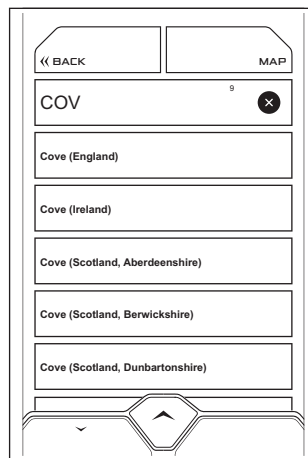 « BACK
MAP
COV
9
Cove (England)
Cove (Ireland)
Cove (Scotland, Aberdeenshire)
Cove (Scotland, Berwickshire)
Cove (Scotland, Dunbartonshire)